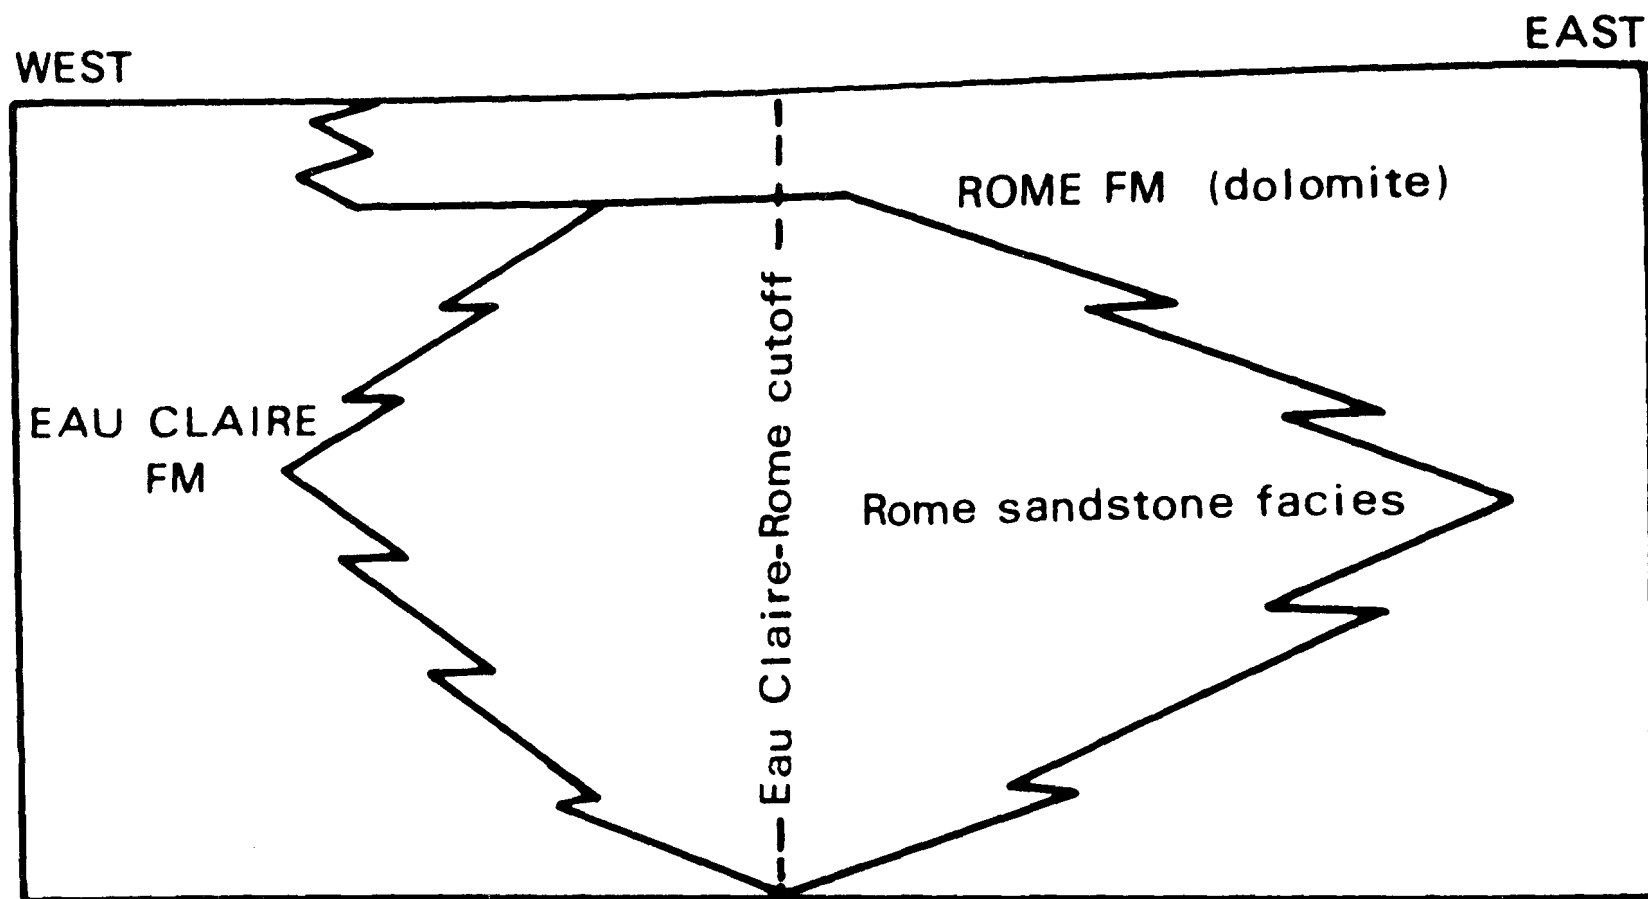 WEST
EAST
ROME FM (dolomite)
EAU CLAIRE
FM
Eau Claire-Rome cutoff
Rome sandstone facies